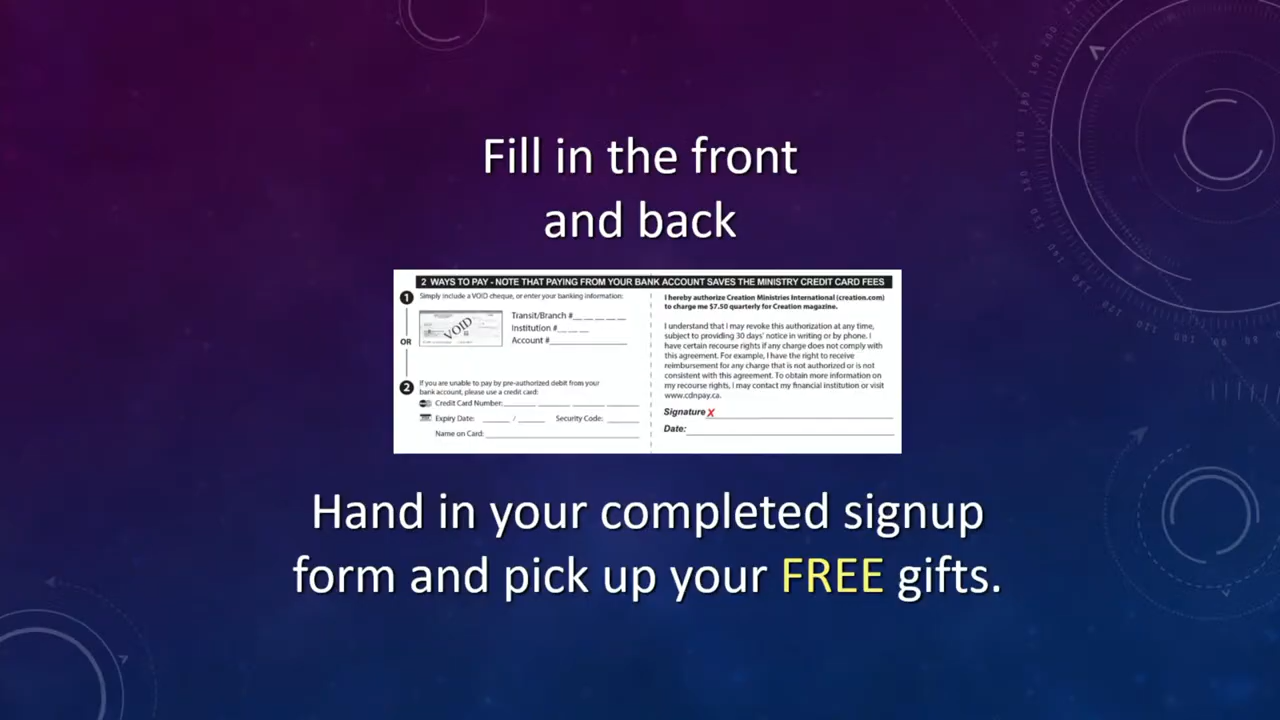 Fill in the front
and back
2 WAYS TO PAY - NOTE THAT PAYING FROM YOUR BANK ACCOUNT SAVES THE MINISTRY CREDIT CARD FEES
1
Simply include a VOID cheque, or enter your banking information:
VOID
Transit/Branch #
Institution #
Account #
OR
2
If you are unable to pay by pre-authorized debit from your
bank account, please use a credit card:
Credit Card Number:
Expiry Date: / Security Code:
Name on Card:
I hereby authorize Creation Ministries International (creation.com)
to charge me $7.50 quarterly for Creation magazine.
I understand that I may revoke this authorization at any time,
subject to providing 30 days' notice in writing or by phone. I
have certain recourse rights if any charge does not comply with
this agreement. For example, I have the right to receive
reimbursement for any charge that is not authorized or is not
consistent with this agreement. To obtain more information on
my recourse rights, I may contact my financial institution or visit
www.cdnpay.ca.
Signature X
Date:
Hand in your completed signup
form and pick up your FREE gifts.